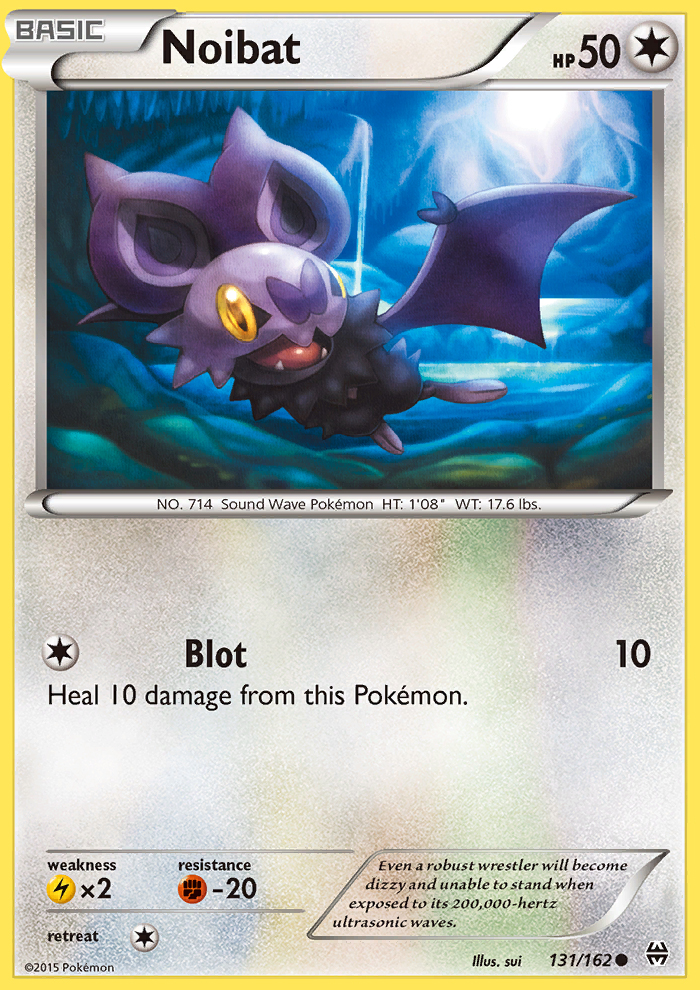 BASIC
Noibat
HP50
NO. 714 Sound Wave Pokémon HT: 1'08" WT: 17.6 lbs.
Blot 10
Heal 10 damage from this Pokémon.
weakness
×2
resistance
-20
retreat
Even a robust wrestler will become
dizzy and unable to stand when
exposed to its 200,000-hertz
ultrasonic waves.
©2015 Pokémon
Illus. sui 131/162